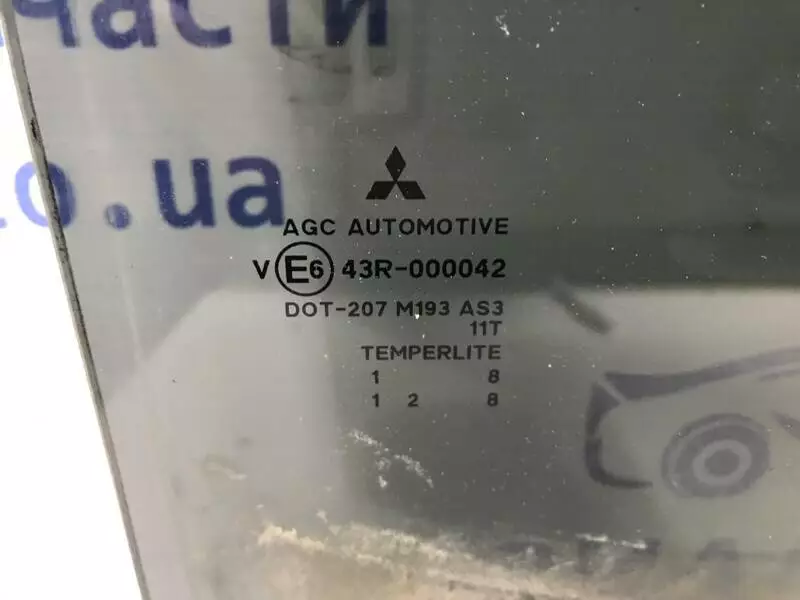 части
o.ua
AGC AUTOMOTIVE
V E6 43R-000042
DOT-207 M193 AS3
11T
TEMPERLITE
1 8
1 2 8